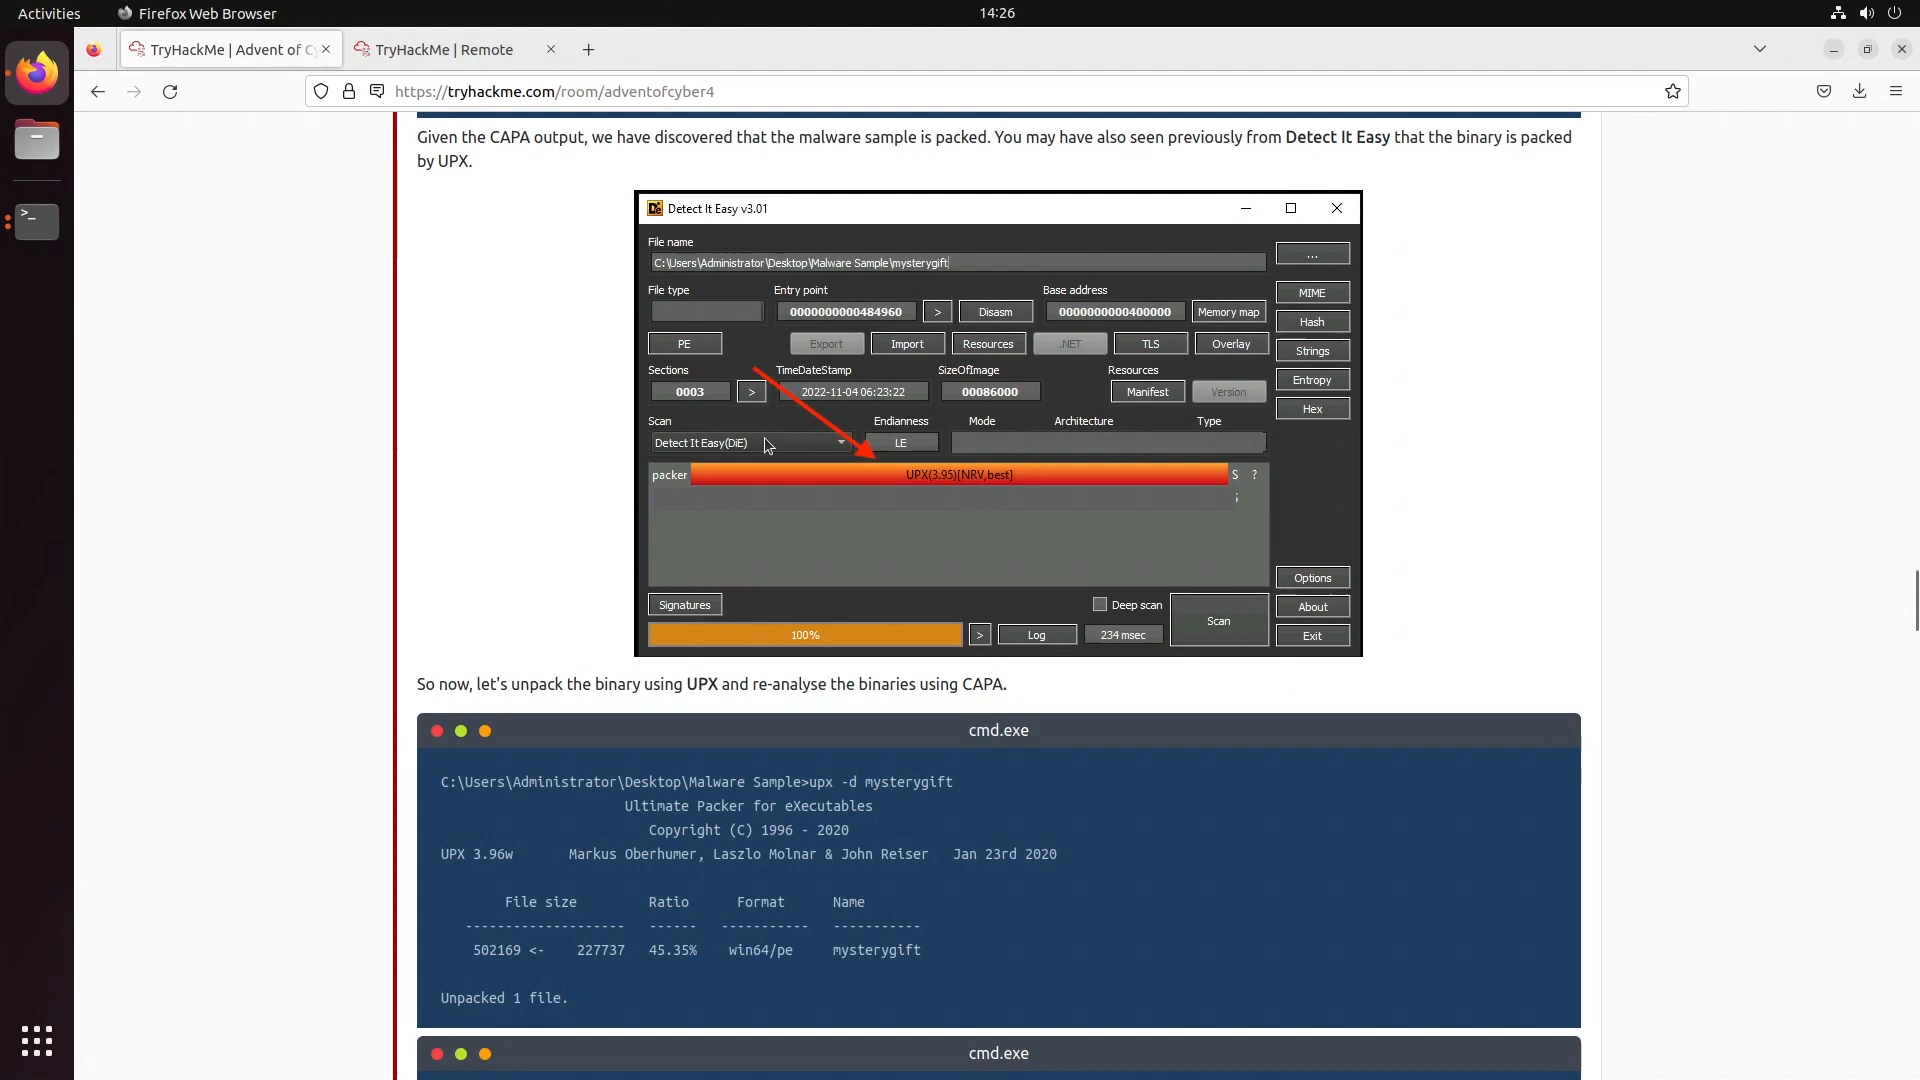 Activities
Firefox Web Browser
14:26
TryHackMe | Advent of Cy
TryHackMe | Remote
https://tryhackme.com/room/adventofcyber4
Given the CAPA output, we have discovered that the malware sample is packed. You may have also seen previously from Detect It Easy that the binary is packed
by UPX.
Detect It Easy v3.01
File name
C:\Users\Administrator\Desktop\Malware Sample\mysterygift
...
File type
Entry point
Base address
MIME
0000000000484960
>
Disasm
0000000000400000
Memory map
Hash
PE
Export
Import
Resources
.NET
TLS
Overlay
Strings
Sections
TimeDateStamp
SizeOfImage
Resources
Entropy
0003
>
2022-11-04 06:23:22
00086000
Manifest
Version
Hex
Scan
Endianness
Mode
Architecture
Type
Detect It Easy(DiE)
LE
packer
UPX(3.95)[NRV,best]
S
?
Options
Signatures
Deep scan
Scan
About
100%
>
Log
234 msec
Exit
So now, let's unpack the binary using UPX and re-analyse the binaries using CAPA.
cmd.exe
C:\Users\Administrator\Desktop\Malware Sample>upx -d mysterygift
Ultimate Packer for eXecutables
Copyright (C) 1996 - 2020
UPX 3.96w Markus Oberhumer, Laszlo Molnar & John Reiser Jan 23rd 2020
File size Ratio Format Name
-------------------- ------ ----------- -----------
502169 <- 227737 45.35% win64/pe mysterygift
Unpacked 1 file.
cmd.exe